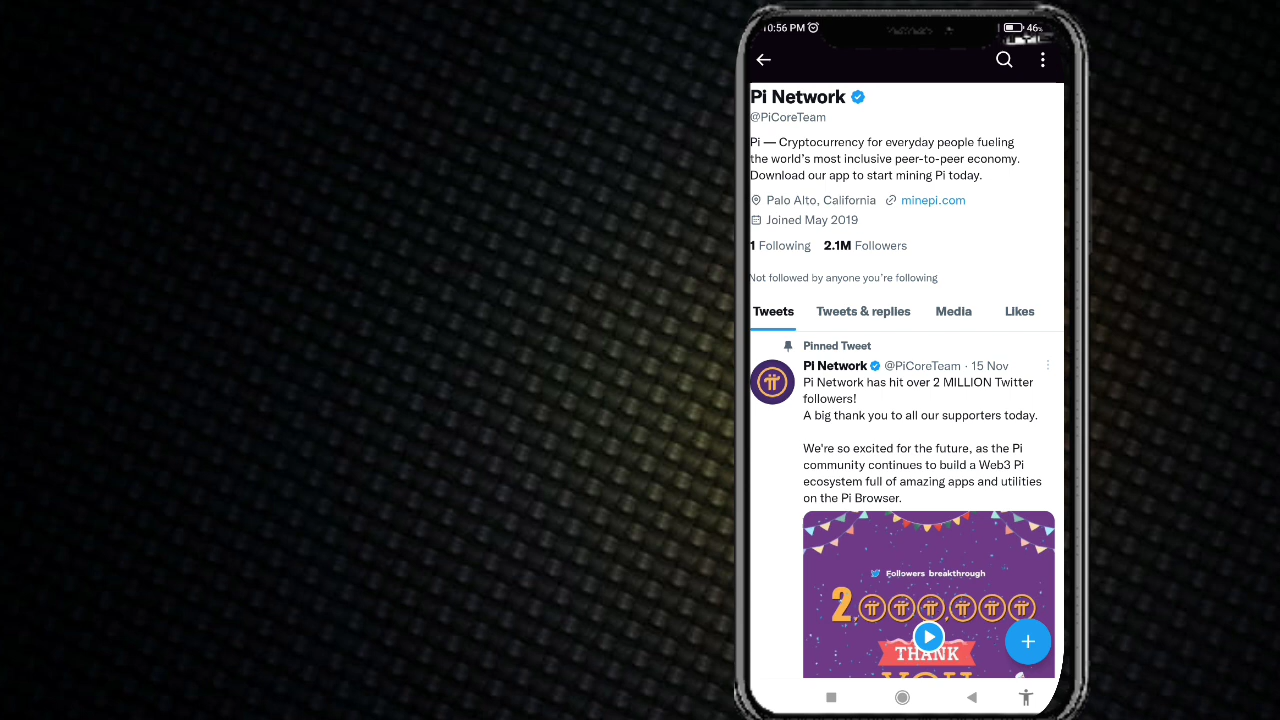 10:56 PM
46%
Pi Network
@PiCoreTeam
Pi — Cryptocurrency for everyday people fueling
the world's most inclusive peer-to-peer economy.
Download our app to start mining Pi today.
Palo Alto, California minepi.com
Joined May 2019
1 Following 2.1M Followers
Not followed by anyone you're following
Tweets Tweets & replies Media Likes
Pinned Tweet
Pi Network @PiCoreTeam · 15 Nov
Pi Network has hit over 2 MILLION Twitter
followers!
A big thank you to all our supporters today.
We're so excited for the future, as the Pi
community continues to build a Web3 Pi
ecosystem full of amazing apps and utilities
on the Pi Browser.
Followers breakthrough
2,
THANK
YOU